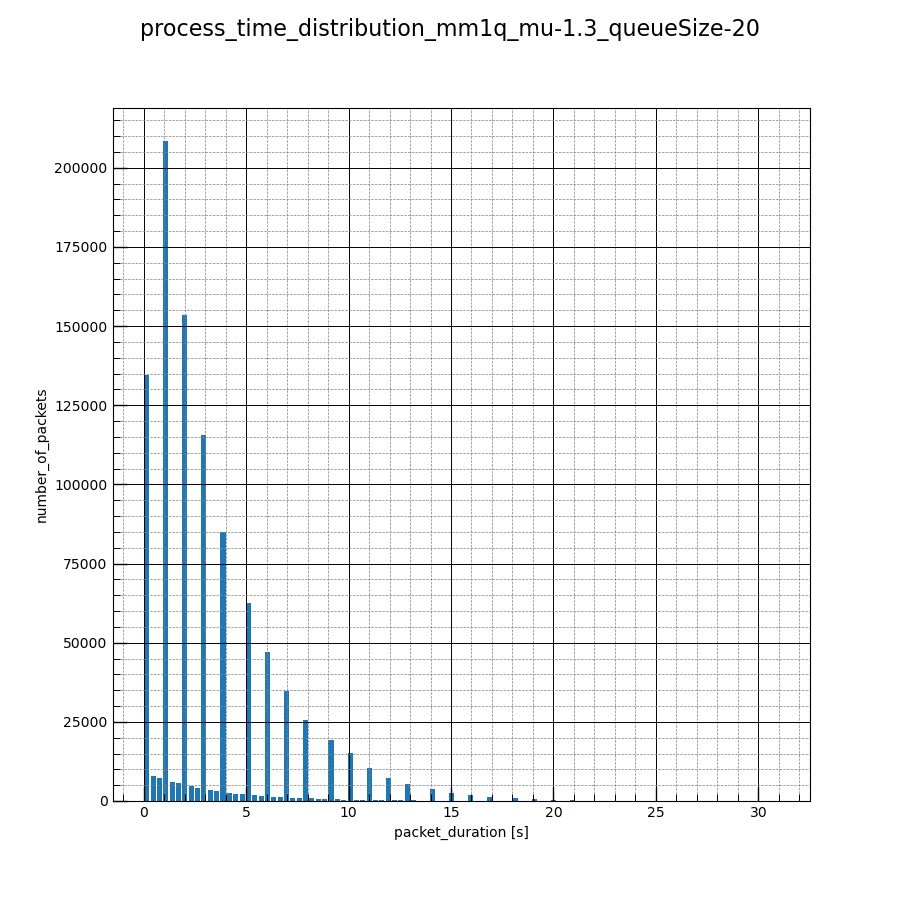 process_time_distribution_mm1q_mu-1.3_queueSize-20
200000
175000
150000
125000
100000
75000
50000
25000
0
number_of_packets
0 5 10 15 20 25 30
packet_duration [s]